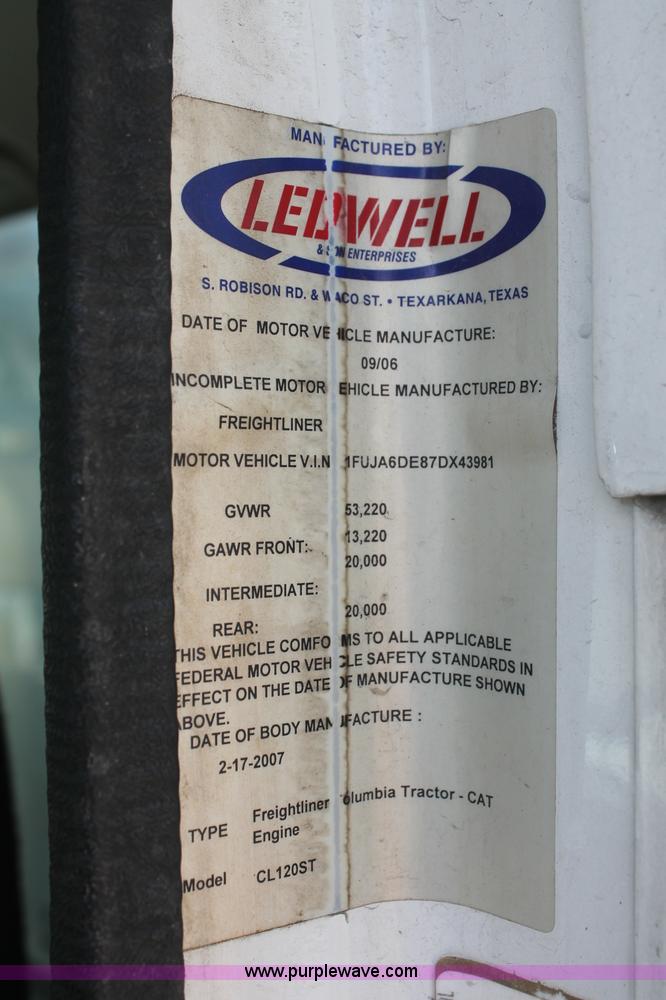 MANUFACTURED BY:
LEDWELL
& SON ENTERPRISES
S. ROBISON RD. & WACO ST. • TEXARKANA, TEXAS
DATE OF MOTOR VEHICLE MANUFACTURE:
09/06
INCOMPLETE MOTOR VEHICLE MANUFACTURED BY:
FREIGHTLINER
MOTOR VEHICLE V.I.N 1FUJA6DE87DX43981
GVWR 53,220
GAWR FRONT: 13,220
20,000
INTERMEDIATE:
20,000
REAR:
THIS VEHICLE COMFORMS TO ALL APPLICABLE
FEDERAL MOTOR VEHICLE SAFETY STANDARDS IN
EFFECT ON THE DATE OF MANUFACTURE SHOWN
ABOVE.
DATE OF BODY MANUFACTURE :
2-17-2007
TYPE Freightliner Columbia Tractor - CAT
Engine
Model CL120ST
www.purplewave.com